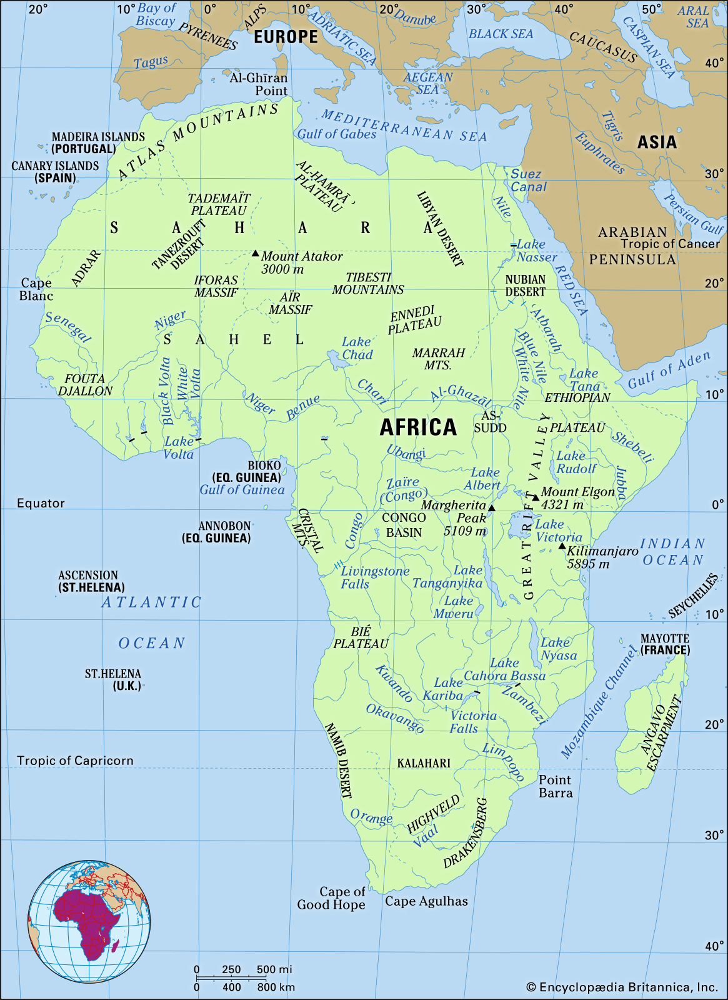 20°
10°
0°
10°
20°
30°
40°
50°
Bay of
Biscay
PYRENEES
ALPS
EUROPE
ADRIATIC SEA
Danube
BLACK SEA
CAUCASUS
CASPIAN SEA
ARAL
SEA
Tagus
40°
Al-Ghīran
Point
AEGEAN
SEA
ATLAS MOUNTAINS
MEDITERRANEAN SEA
Gulf of Gabes
Tigris
Euphrates
ASIA
MADEIRA ISLANDS
(PORTUGAL)
CANARY ISLANDS
(SPAIN)
AL-HAMRĀʾ
PLATEAU
Suez
Canal
30°
TADEMAÏT
PLATEAU
LIBYAN DESERT
Nile
Persian Gulf
SAHARA
TANEZROUFT
DESERT
ARABIAN
PENINSULA
Tropic of Cancer
Lake
Nasser
Mount Atakor
3000 m
ADRAR
RED SEA
Cape
Blanc
IFORAS
MASSIF
TIBESTI
MOUNTAINS
NUBIAN
DESERT
20°
AÏR
MASSIF
ENNEDI
PLATEAU
Senegal
Niger
Atbarah
SAHEL
Lake
Chad
Blue Nile
White Nile
MARRAH
MTS.
Gulf of Aden
Black Volta
White
Volta
FOUTA
DJALLON
Lake
Tana
Chari
Al-Ghazāl
ETHIOPIAN
PLATEAU
10°
Niger
Benue
AFRICA
AS-
SUDD
Shebeli
Lake
Volta
Ubangi
GREAT RIFT VALLEY
Lake
Rudolf
BIOKO
(EQ. GUINEA)
Gulf of Guinea
Zaïre
(Congo)
Lake
Albert
Jubba
Mount Elgon
4321 m
Equator
0°
Margherita
Peak
5109 m
CONGO
BASIN
CRISTAL
MTS.
Congo
ANNOBON
(EQ. GUINEA)
Lake
Victoria
INDIAN
OCEAN
Kilimanjaro
5895 m
ASCENSION
(ST.HELENA)
Livingstone
Falls
Lake
Tanganyika
ATLANTIC
OCEAN
SEYCHELLES
Lake
Mweru
10°
BIÉ
PLATEAU
Lake
Nyasa
MAYOTTE
(FRANCE)
ST.HELENA
(U.K.)
Lake
Cahora Bassa
Kwando
Lake
Kariba
Zambezi
Mozambique Channel
Okavango
Victoria
Falls
ANGAVO
ESCARPMENT
20°
NAMIB DESERT
Limpopo
Tropic of Capricorn
KALAHARI
Point
Barra
Orange
HIGHVELD
Vaal
DRAKENSBERG
30°
Cape of
Good Hope
Cape Agulhas
40°
0 250 500 mi
0 400 800 km
© Encyclopædia Britannica, Inc.